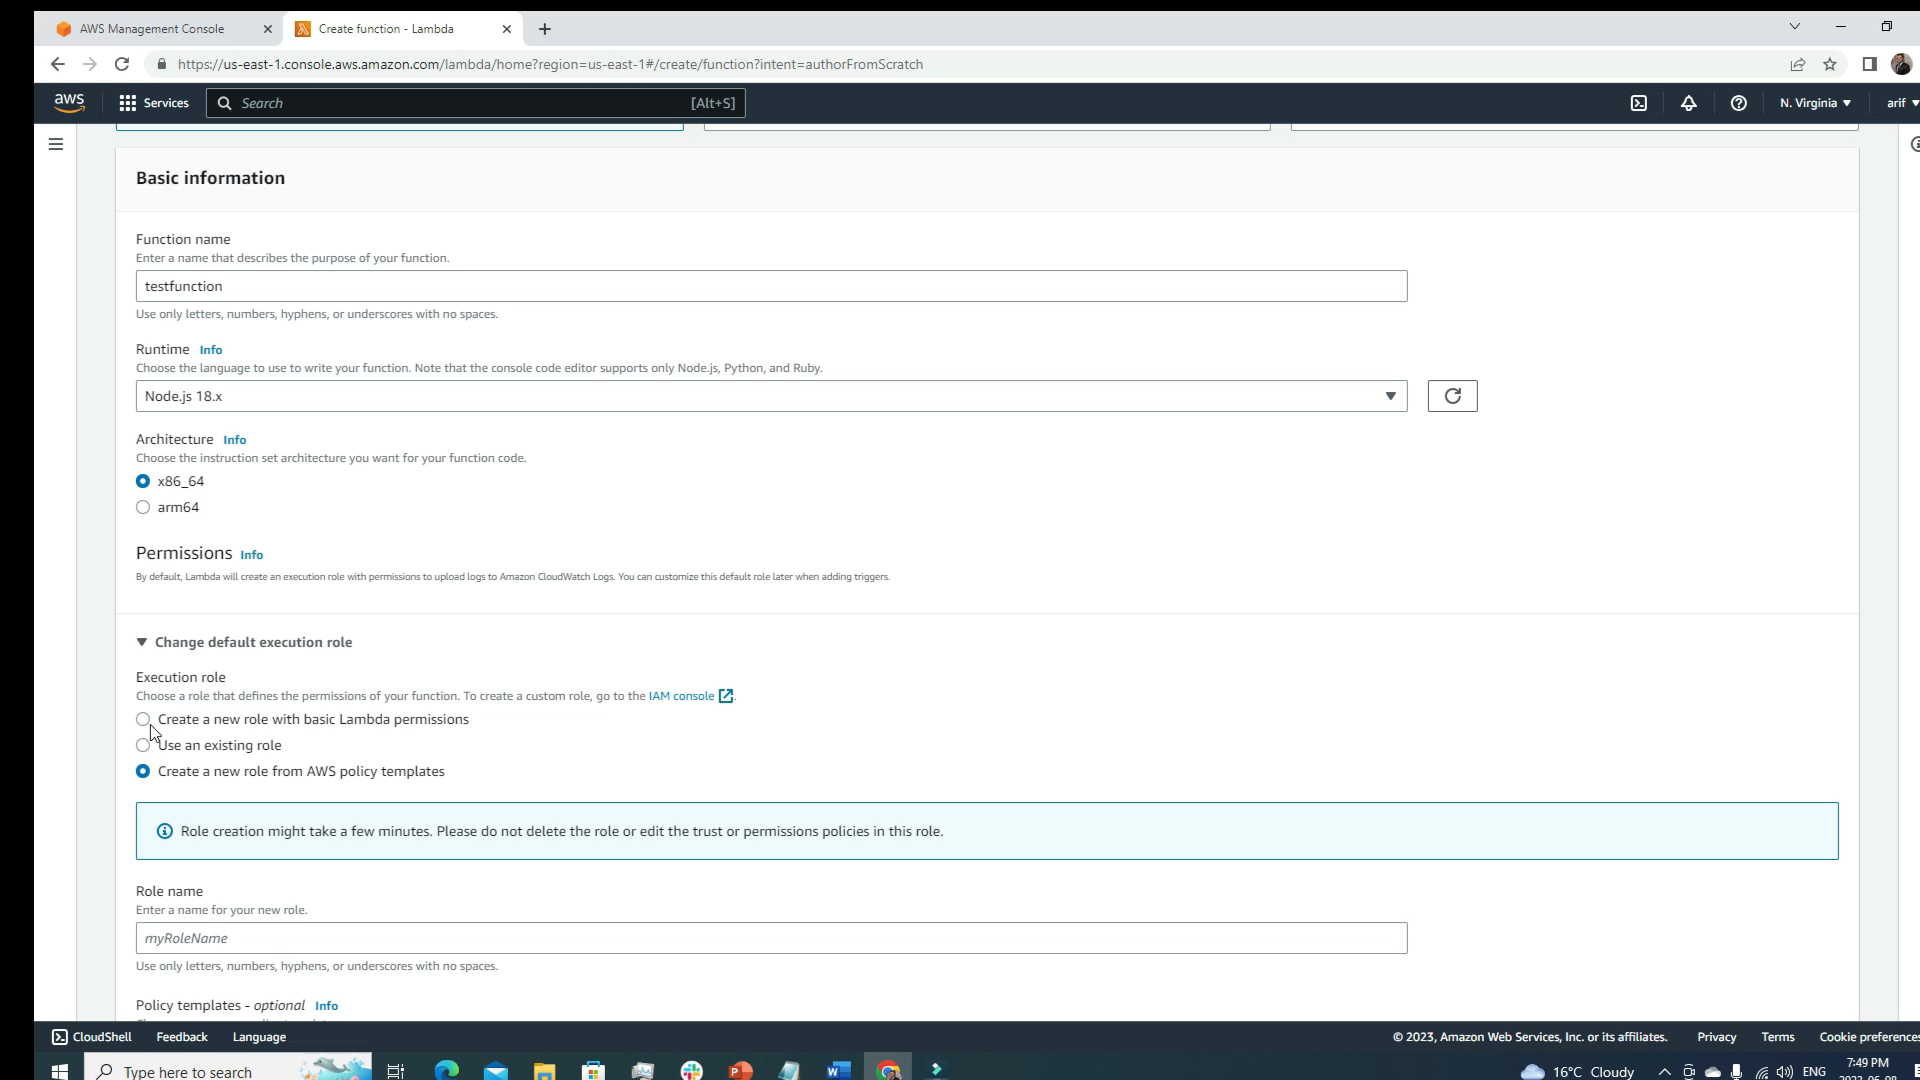 AWS Management Console
Create function - Lambda
https://us-east-1.console.aws.amazon.com/lambda/home?region=us-east-1#/create/function?intent=authorFromScratch
aws
Services
Search
[Alt+S]
N. Virginia
arif
Basic information
Function name
Enter a name that describes the purpose of your function.
testfunction
Use only letters, numbers, hyphens, or underscores with no spaces.
Runtime Info
Choose the language to use to write your function. Note that the console code editor supports only Node.js, Python, and Ruby.
Node.js 18.x
Architecture Info
Choose the instruction set architecture you want for your function code.
x86_64
arm64
Permissions Info
By default, Lambda will create an execution role with permissions to upload logs to Amazon CloudWatch Logs. You can customize this default role later when adding triggers.
Change default execution role
Execution role
Choose a role that defines the permissions of your function. To create a custom role, go to the IAM console.
Create a new role with basic Lambda permissions
Use an existing role
Create a new role from AWS policy templates
Role creation might take a few minutes. Please do not delete the role or edit the trust or permissions policies in this role.
Role name
Enter a name for your new role.
myRoleName
Use only letters, numbers, hyphens, or underscores with no spaces.
Policy templates - optional Info
CloudShell
Feedback
Language
© 2023, Amazon Web Services, Inc. or its affiliates.
Privacy
Terms
Cookie preferences
Type here to search
16°C Cloudy
ENG
7:49 PM